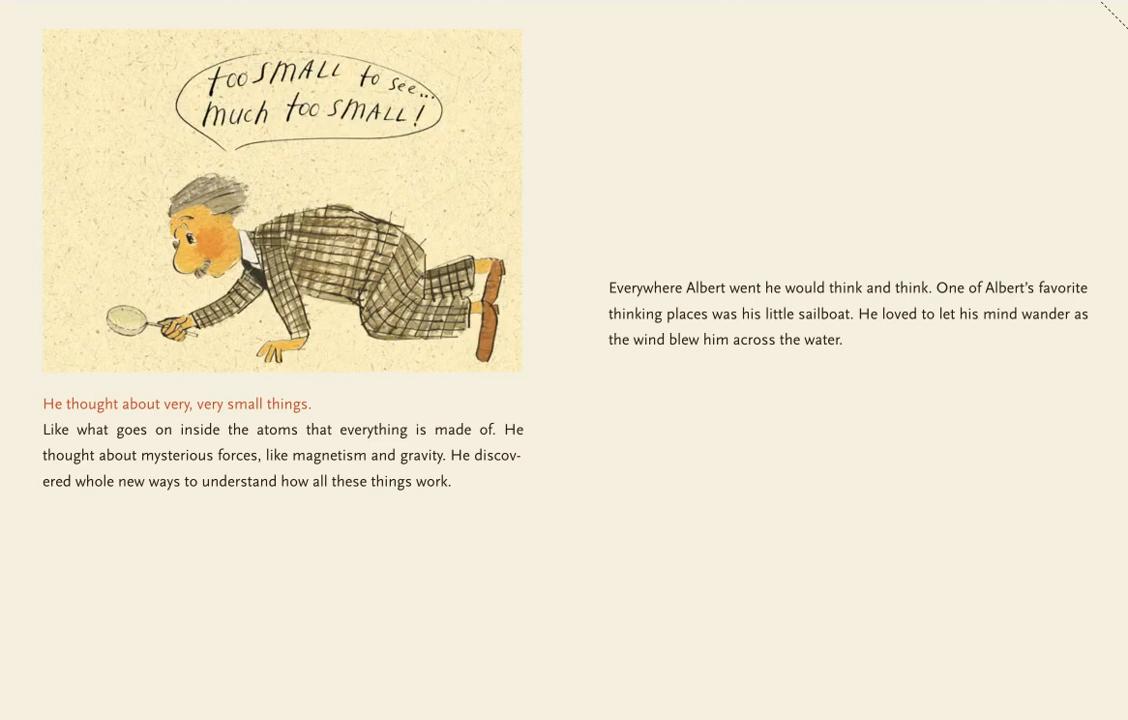 too SMALL to see...
much too SMALL!
He thought about very, very small things.
Like what goes on inside the atoms that everything is made of. He
thought about mysterious forces, like magnetism and gravity. He discov-
ered whole new ways to understand how all these things work.
Everywhere Albert went he would think and think. One of Albert’s favorite
thinking places was his little sailboat. He loved to let his mind wander as
the wind blew him across the water.